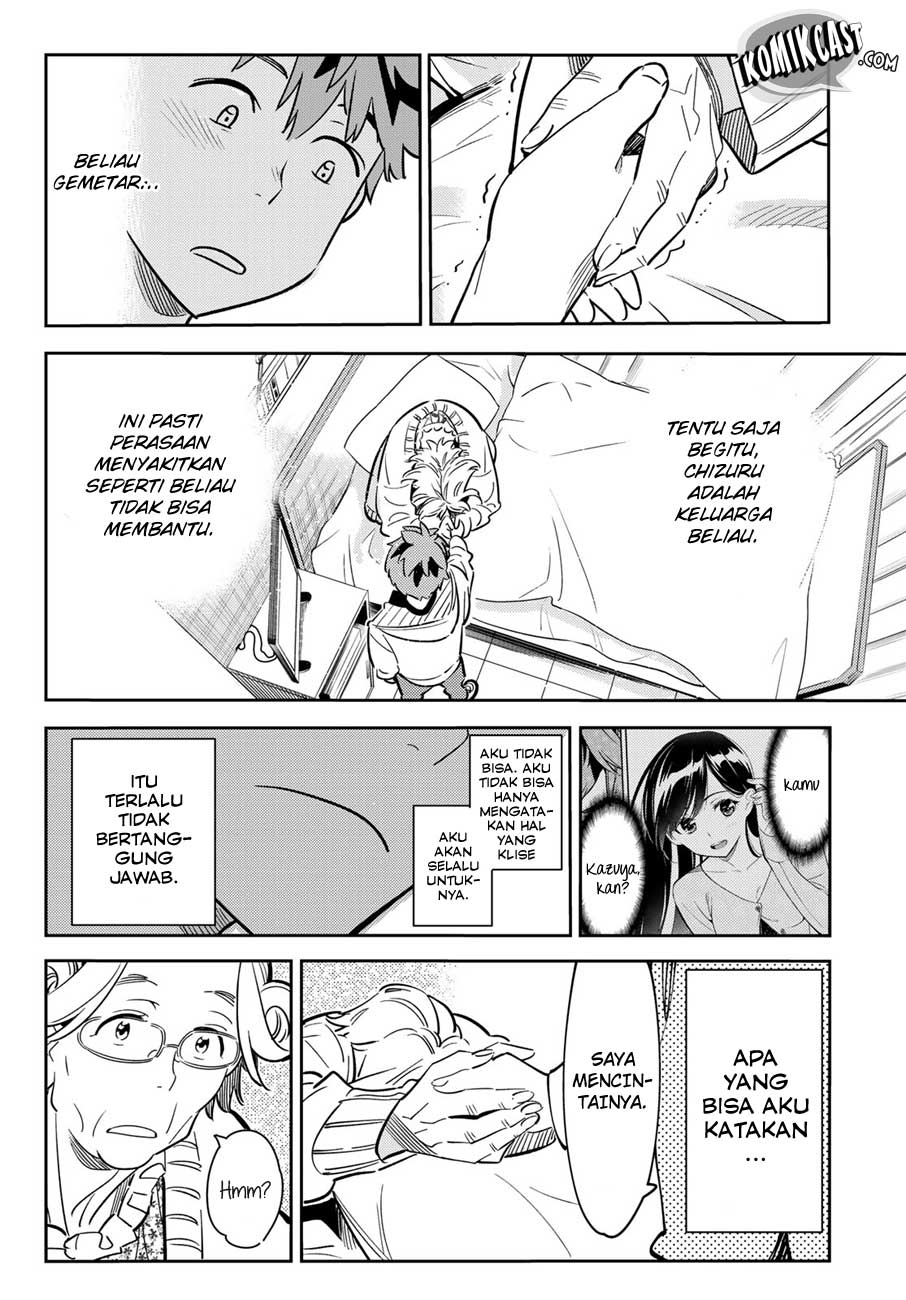 KOMIKCAST.COM
BELIAU
GEMETAR...
TENTU SAJA
BEGITU,
CHIZURU
ADALAH
KELUARGA
BELIAU.
INI PASTI
PERASAAN
MENYAKITKAN
SEPERTI BELIAU
TIDAK BISA
MEMBANTU.
kamu
Kazuya,
kan?
AKU TIDAK
BISA. AKU
TIDAK BISA
HANYA
MENGATA-
KAN HAL
YANG
KLISE
AKU
AKAN
SELALU
UNTUK-
NYA.
ITU
TERLALU
TIDAK
BERTANG-
GUNG
JAWAB.
APA
YANG
BISA AKU
KATAKAN
...
SAYA
MENCIN-
TAINYA.
Hmm?